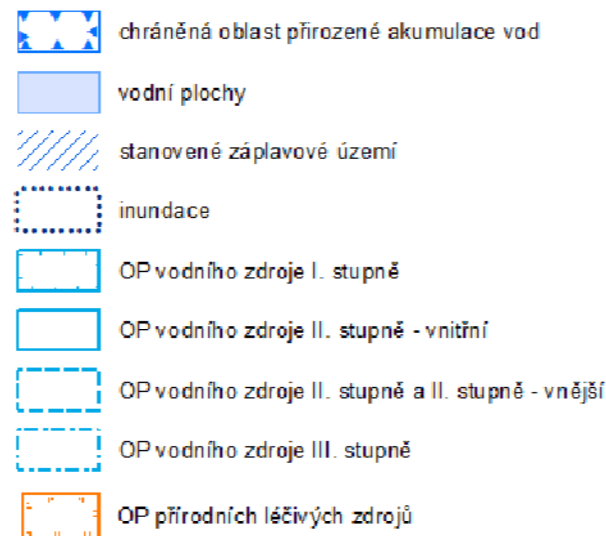 chráněná oblast přirozené akumulace vod
vodní plochy
stanovené záplavové území
inundace
OP vodního zdroje I. stupně
OP vodního zdroje II. stupně - vnitřní
OP vodního zdroje II. stupně a II. stupně - vnější
OP vodního zdroje III. stupně
OP přírodních léčivých zdrojů